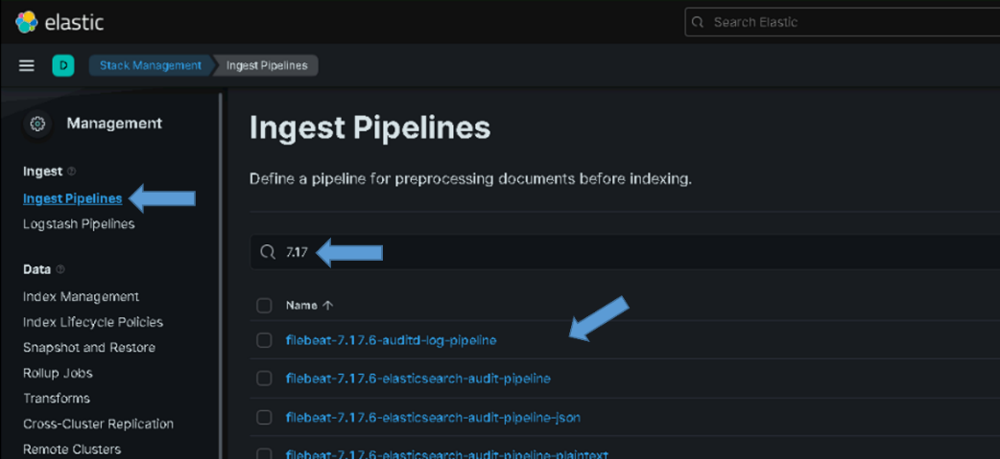 elastic
Search Elastic
D
Stack Management
Ingest Pipelines
Management
Ingest
Ingest Pipelines
Logstash Pipelines
Data
Index Management
Index Lifecycle Policies
Snapshot and Restore
Rollup Jobs
Transforms
Cross-Cluster Replication
Remote Clusters
Ingest Pipelines
Define a pipeline for preprocessing documents before indexing.
7.17
Name
filebeat-7.17.6-auditd-log-pipeline
filebeat-7.17.6-elasticsearch-audit-pipeline
filebeat-7.17.6-elasticsearch-audit-pipeline-json
filebeat-7.17.6-elasticsearch-audit-pipeline-plaintext